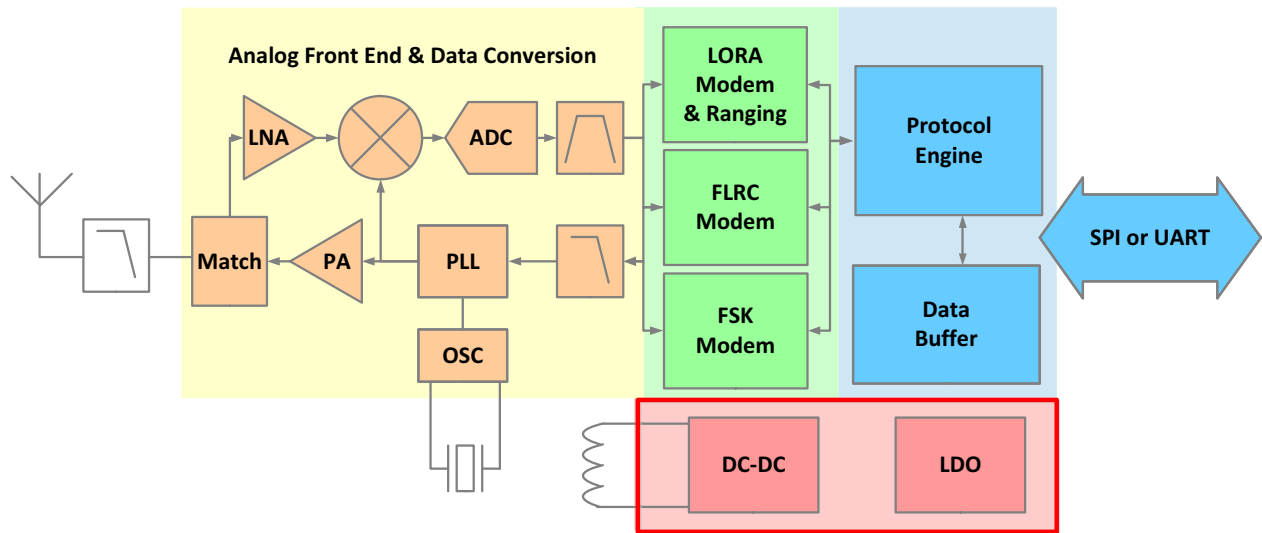 Analog Front End & Data Conversion
LNA
ADC
Match
PA
PLL
OSC
LORA
Modem
& Ranging
FLRC
Modem
FSK
Modem
Protocol
Engine
Data
Buffer
SPI or UART
DC-DC
LDO